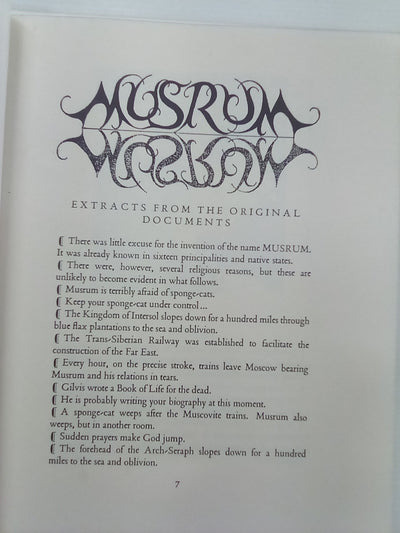 MUSRUM
MUSRUM
EXTRACTS FROM THE ORIGINAL
DOCUMENTS
⁋ There was little excuse for the invention of the name MUSRUM.
It was already known in sixteen principalities and native states.
⁋ There were, however, several religious reasons, but these are
unlikely to become evident in what follows.
⁋ Musrum is terribly afraid of sponge-cats.
⁋ Keep your sponge-cat under control...
⁋ The Kingdom of Intersol slopes down for a hundred miles through
blue flax plantations to the sea and oblivion.
⁋ The Trans-Siberian Railway was established to facilitate the
construction of the Far East.
⁋ Every hour, on the precise stroke, trains leave Moscow bearing
Musrum and his relations in tears.
⁋ Gilvis wrote a Book of Life for the dead.
⁋ He is probably writing your biography at this moment.
⁋ A sponge-cat weeps after the Muscovite trains. Musrum also
weeps, but in another room.
⁋ Sudden prayers make God jump.
⁋ The forehead of the Arch-Seraph slopes down for a hundred
miles to the sea and oblivion.
7